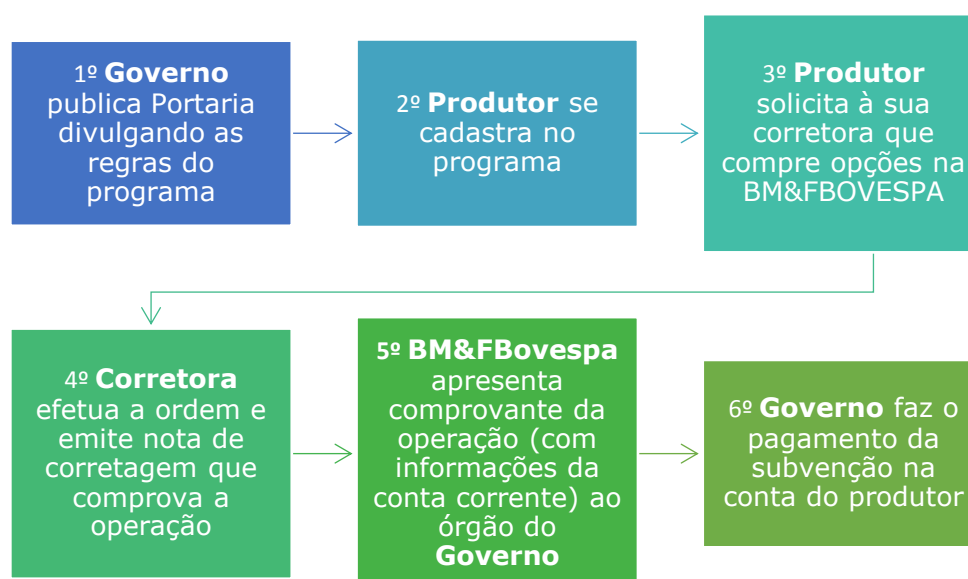 1º Governo
publica Portaria
divulgando as
regras do
programa
2º Produtor se
cadastra no
programa
3º Produtor
solicita à sua
corretora que
compre opções na
BM&FBOVESPA
4º Corretora
efetua a ordem e
emite nota de
corretagem que
comprova a
operação
5º BM&FBovespa
apresenta
comprovante da
operação (com
informações da
conta corrente) ao
órgão do
Governo
6º Governo faz o
pagamento da
subvenção na
conta do produtor